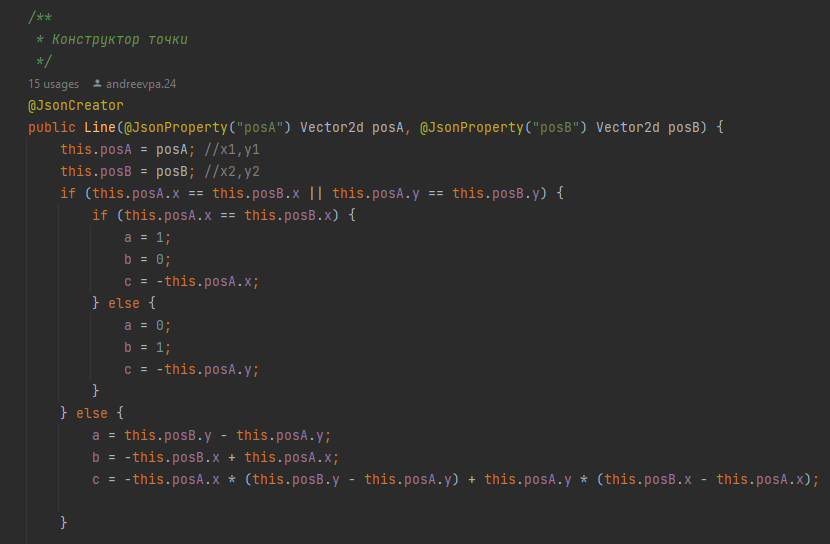 /**
 * Конструктор точки
 */
15 usages andreevpa.24
@JsonCreator
public Line(@JsonProperty("posA") Vector2d posA, @JsonProperty("posB") Vector2d posB) {
    this.posA = posA; //x1,y1
    this.posB = posB; //x2,y2
    if (this.posA.x == this.posB.x || this.posA.y == this.posB.y) {
        if (this.posA.x == this.posB.x) {
            a = 1;
            b = 0;
            c = -this.posA.x;
        } else {
            a = 0;
            b = 1;
            c = -this.posA.y;
        }
    } else {
        a = this.posB.y - this.posA.y;
        b = -this.posB.x + this.posA.x;
        c = -this.posA.x * (this.posB.y - this.posA.y) + this.posA.y * (this.posB.x - this.posA.x);
    }